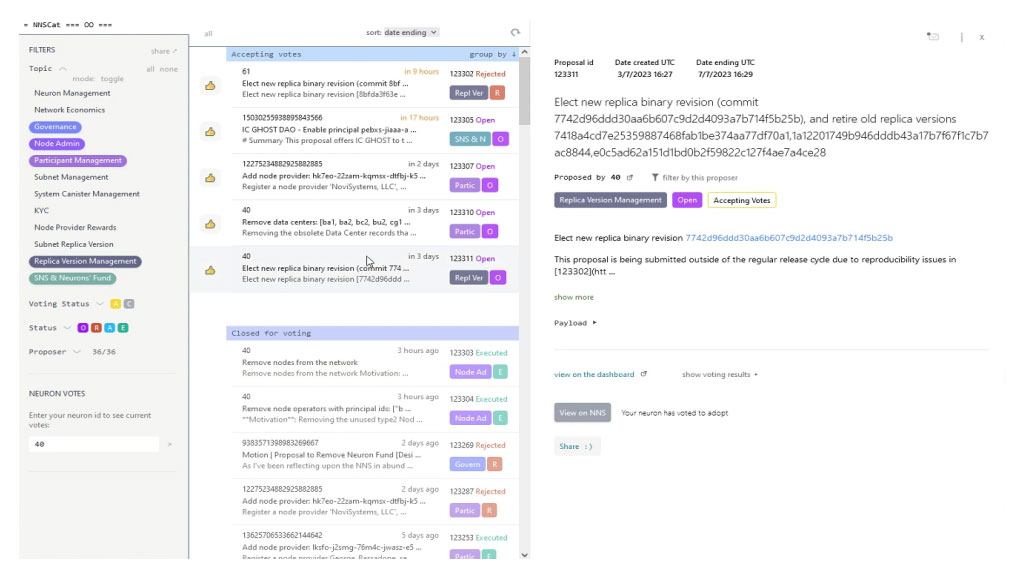 = NNSCat === OO ===
FILTERS
share
Topic
all none
mode: toggle
Neuron Management
Network Economics
Governance
Node Admin
Participant Management
Subnet Management
System Canister Management
KYC
Node Provider Rewards
Subnet Replica Version
Replica Version Management
SNS & Neurons' Fund
Voting Status A C
Status O R A E
Proposer 36/36
NEURON VOTES
Enter your neuron id to see current
votes:
40 >
all
sort: date ending
Accepting votes
group by ↓
61
in 9 hours
Elect new replica binary revision (commit 8bf ...
Elect new replica binary revision [8bfda3f63e ...
123302 Rejected
Repl Ver R
15030255938895843566
in 17 hours
IC GHOST DAO - Enable principal pebxs-jiaaa-a ...
# Summary This proposal offers IC GHOST to t ...
123305 Open
SNS & N O
12275234882925882885
in 2 days
Add node provider: hk7eo-22zam-kqmsx-dtfbj-k5 ...
Register a node provider 'NoviSystems, LLC', ...
123307 Open
Partic O
40
in 3 days
Remove data centers: [ba1, ba2, bc2, bu2, cg1 ...
Removing the obsolete Data Center records tha ...
123310 Open
Partic O
40
in 3 days
Elect new replica binary revision (commit 774 ...
Elect new replica binary revision [7742d96ddd ...
123311 Open
Repl Ver O
Closed for voting
40
3 hours ago
Remove nodes from the network
Remove nodes from the network Motivation: ...
123303 Executed
Node Ad E
40
3 hours ago
Remove node operators with principal ids: ["b ...
**Motivation**: Removing the unused type2 Nod ...
123304 Executed
Node Ad E
9383571398983269667
2 days ago
Motion | Proposal to Remove Neuron Fund [Desi ...
As I've been reflecting upon the NNS in abund ...
123269 Rejected
Govern R
12275234882925882885
2 days ago
Add node provider: hk7eo-22zam-kqmsx-dtfbj-k5 ...
Register a node provider 'NoviSystems, LLC', ...
123287 Rejected
Partic R
13625706533662144642
5 days ago
Add node provider: lksfo-j2smg-76m4c-jwasz-e5 ...
Register a node provider George
123253 Executed
Partic E
| x
Proposal id Date created UTC Date ending UTC
123311 3/7/2023 16:27 7/7/2023 16:29
Elect new replica binary revision (commit
7742d96ddd30aa6b607c9d2d4093a7b714f5b25b), and retire old replica versions
7418a4cd7e25359887468fab1be374aa77df70a1,1a12201749b946dddb43a17b7f67f1c7b7
ac8844,e0c5ad62a151d1bd0b2f59822c127f4ae7a4ce28
Proposed by 40 filter by this proposer
Replica Version Management Open Accepting Votes
Elect new replica binary revision 7742d96ddd30aa6b607c9d2d4093a7b714f5b25b
This proposal is being submitted outside of the regular release cycle due to reproducibility issues in
[123302](htt ...
show more
Payload ▸
view on the dashboard show voting results
View on NNS Your neuron has voted to adopt
Share :)